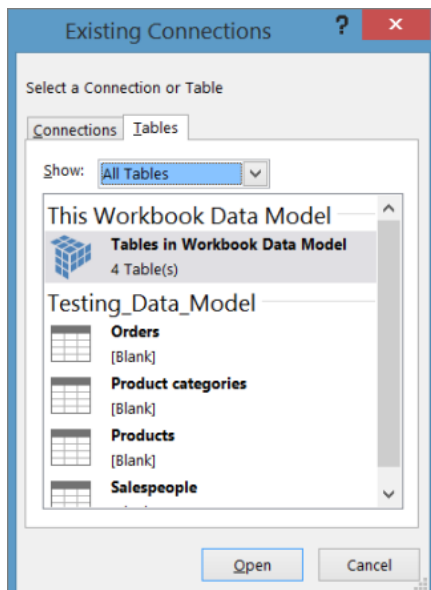 Existing Connections
?
x
Select a Connection or Table
Connections
Tables
Show:
All Tables
This Workbook Data Model
Tables in Workbook Data Model
4 Table(s)
Testing_Data_Model
Orders
[Blank]
Product categories
[Blank]
Products
[Blank]
Salespeople
Open
Cancel